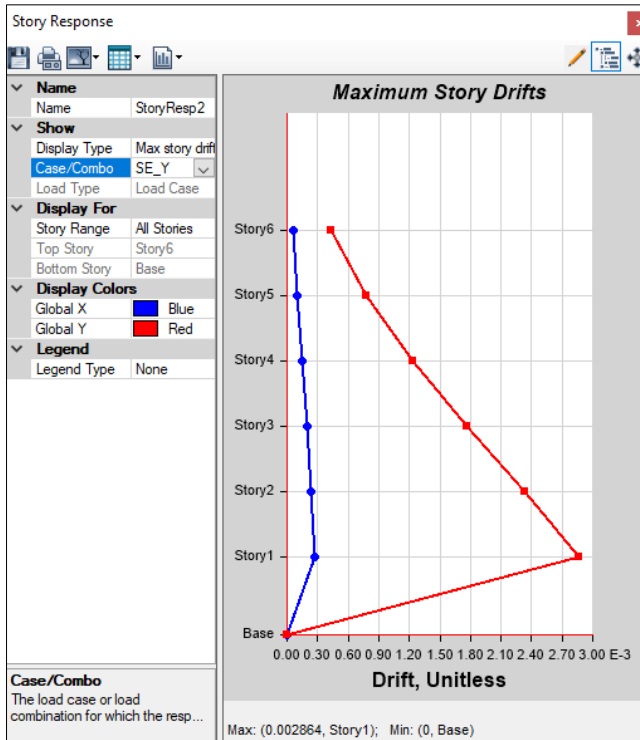 Story Response
Name
Name StoryResp2
Show
Display Type Max story drift
Case/Combo SE_Y
Load Type Load Case
Display For
Story Range All Stories
Top Story Story6
Bottom Story Base
Display Colors
Global X Blue
Global Y Red
Legend
Legend Type None
Case/Combo
The load case or load
combination for which the resp...
Maximum Story Drifts
Story6
Story5
Story4
Story3
Story2
Story1
Base
0.00 0.30 0.60 0.90 1.20 1.50 1.80 2.10 2.40 2.70 3.00 E-3
Drift, Unitless
Max: (0.002864, Story1); Min: (0, Base)